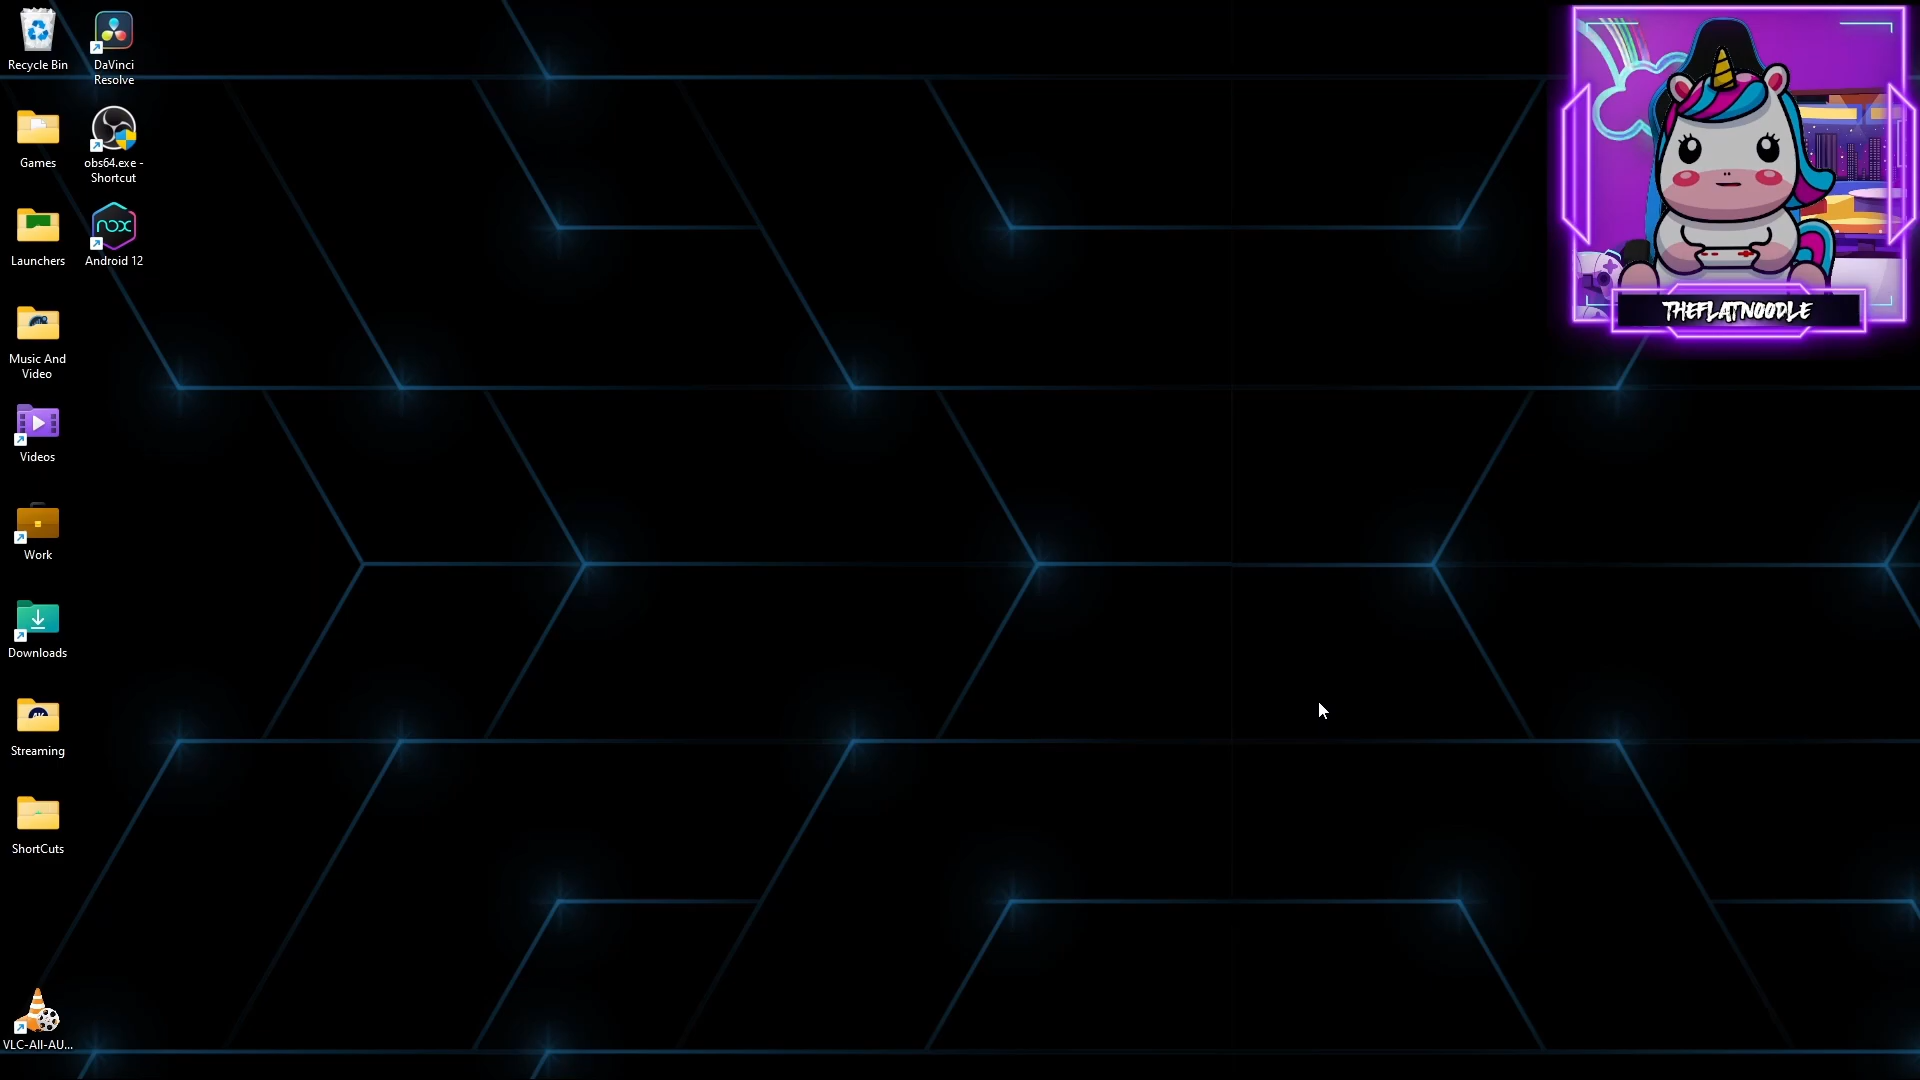 Recycle Bin
DaVinci
Resolve
Games
obs64.exe -
Shortcut
Launchers
nox
Android 12
Music And
Video
Videos
Work
Downloads
Streaming
ShortCuts
VLC-All-AU...
THEFLATNOODLE